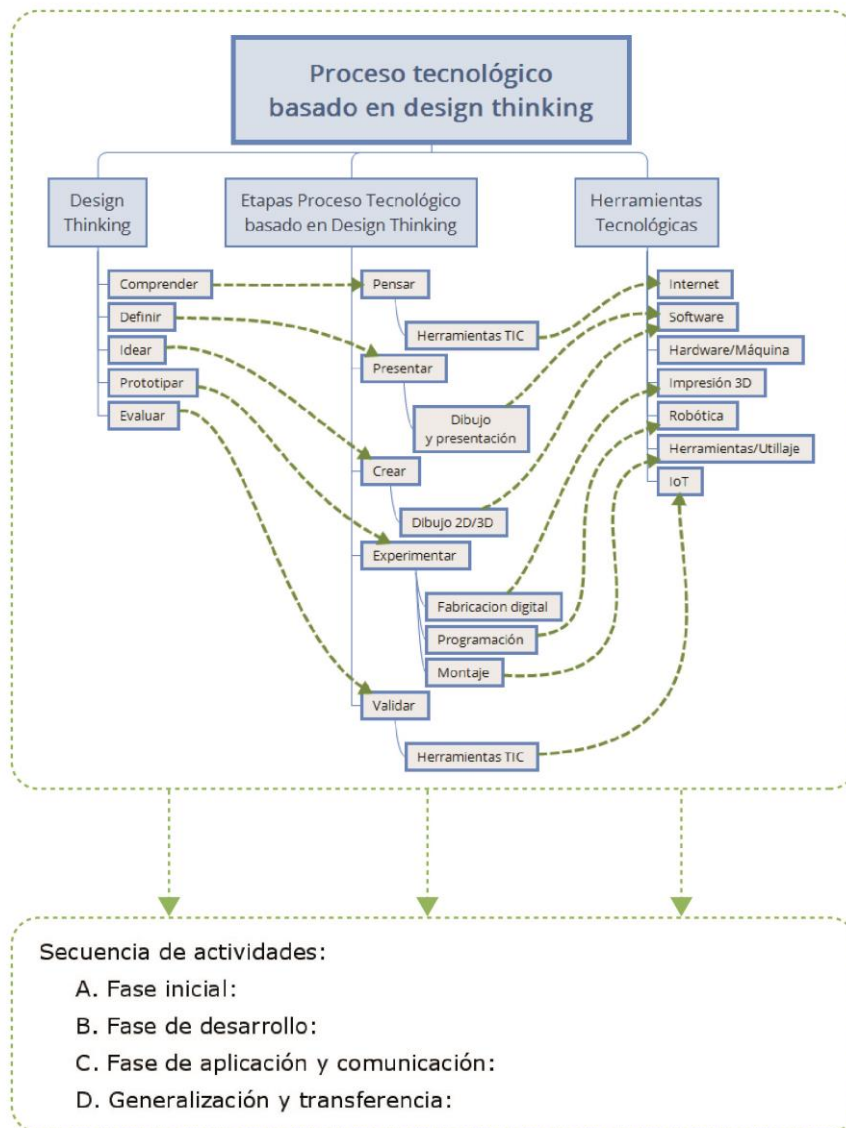 Proceso tecnológico
basado en design thinking
Design
Thinking
Comprender
Definir
Idear
Prototipar
Evaluar
Etapas Proceso Tecnológico
basado en Design Thinking
Pensar
Herramientas TIC
Presentar
Dibujo
y presentación
Crear
Dibujo 2D/3D
Experimentar
Fabricacion digital
Programación
Montaje
Validar
Herramientas TIC
Herramientas
Tecnológicas
Internet
Software
Hardware/Máquina
Impresión 3D
Robótica
Herramientas/Utillaje
IoT
Secuencia de actividades:
A. Fase inicial:
B. Fase de desarrollo:
C. Fase de aplicación y comunicación:
D. Generalización y transferencia: